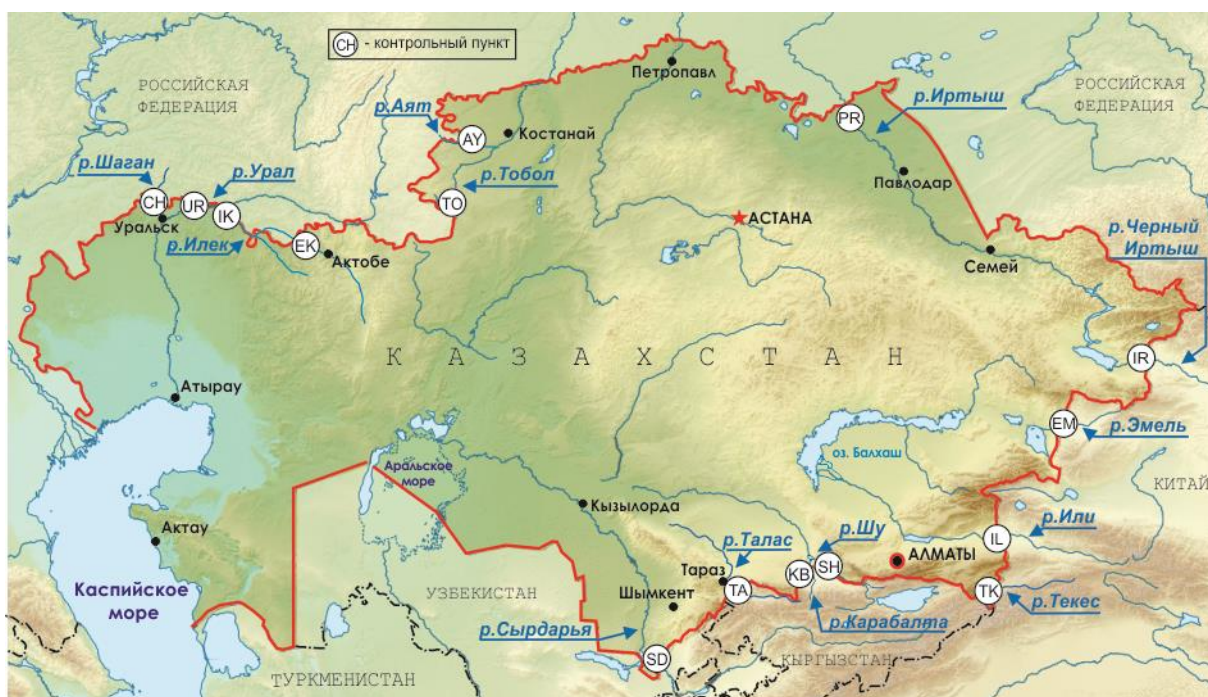 CH - контрольный пункт
РОССИЙСКАЯ
ФЕДЕРАЦИЯ
Петропавл
РОССИЙСКАЯ
ФЕДЕРАЦИЯ
р.Аят
AY
Костанай
PR
р.Иртыш
р.Шаган
р.Урал
CH
UR
IK
р.Тобол
TO
Павлодар
Уральск
р.Илек
EK
Актобе
АСТАНА
Семей
р.Черный
Иртыш
КАЗАХСТАН
IR
Атырау
EM
р.Эмель
оз. Балхаш
Аральское
море
КИТАЙ
Кызылорда
Актау
р.Талас
р.Шу
IL
р.Или
АЛМАТЫ
Каспийское
море
УЗБЕКИСТАН
Тараз
TA
KB
SH
TK
р.Текес
Шымкент
р.Карабалта
р.Сырдарья
SD
КЫРГЫЗСТАН
ТУРКМЕНИСТАН